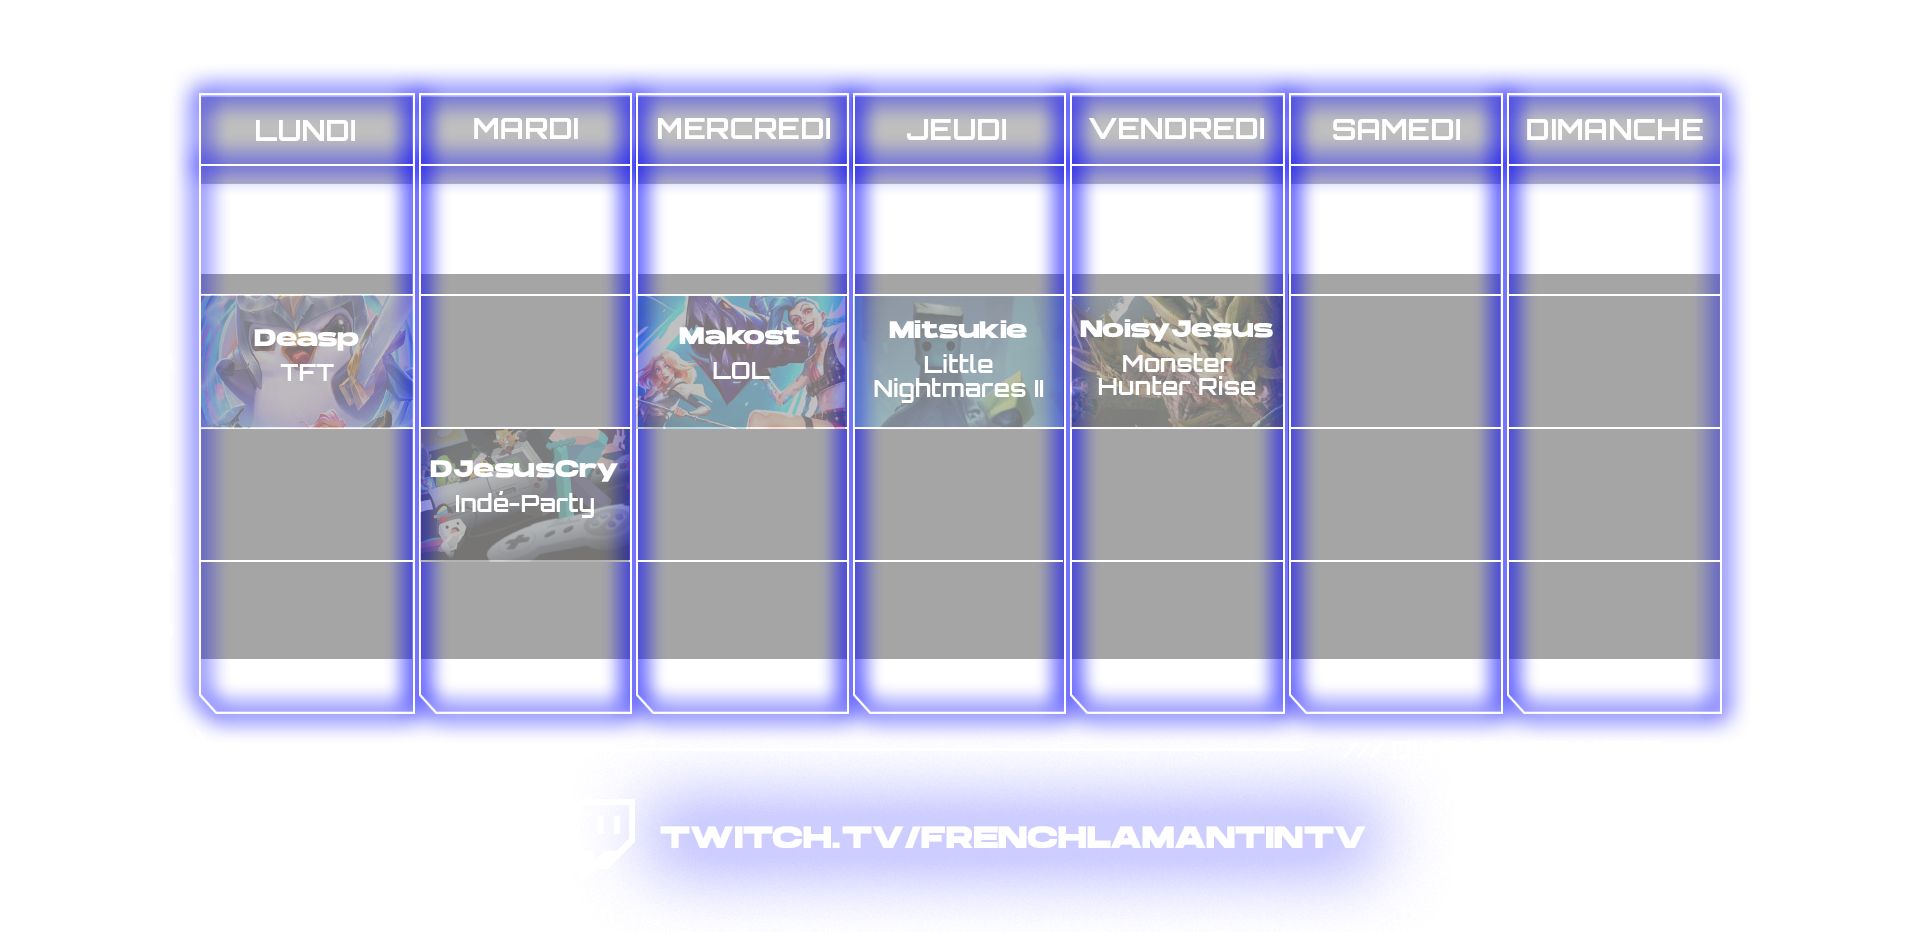 LUNDI
MARDI
MERCREDI
JEUDI
VENDREDI
SAMEDI
DIMANCHE
Deasp
TFT
Makost
LOL
Mitsukie
Little
Nightmares II
NoisyJesus
Monster
Hunter Rise
DJesusCry
Indé-Party
TWITCH.TV/FRENCHLAMANTINTV